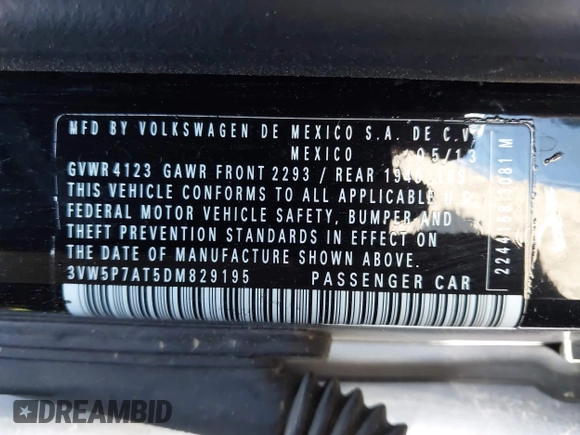 MFD BY VOLKSWAGEN DE MEXICO S.A. DE C.V
MEXICO 05/13
GVWR 4123 GAWR FRONT 2293 / REAR
THIS VEHICLE CONFORMS TO ALL APPLICABLE U.S.
FEDERAL MOTOR VEHICLE SAFETY, BUMPER AND
THEFT PREVENTION STANDARDS IN EFFECT ON
THE DATE OF MANUFACTURE SHOWN ABOVE.
3VW5P7AT5DM829195 PASSENGER CAR
M
DREAMBID